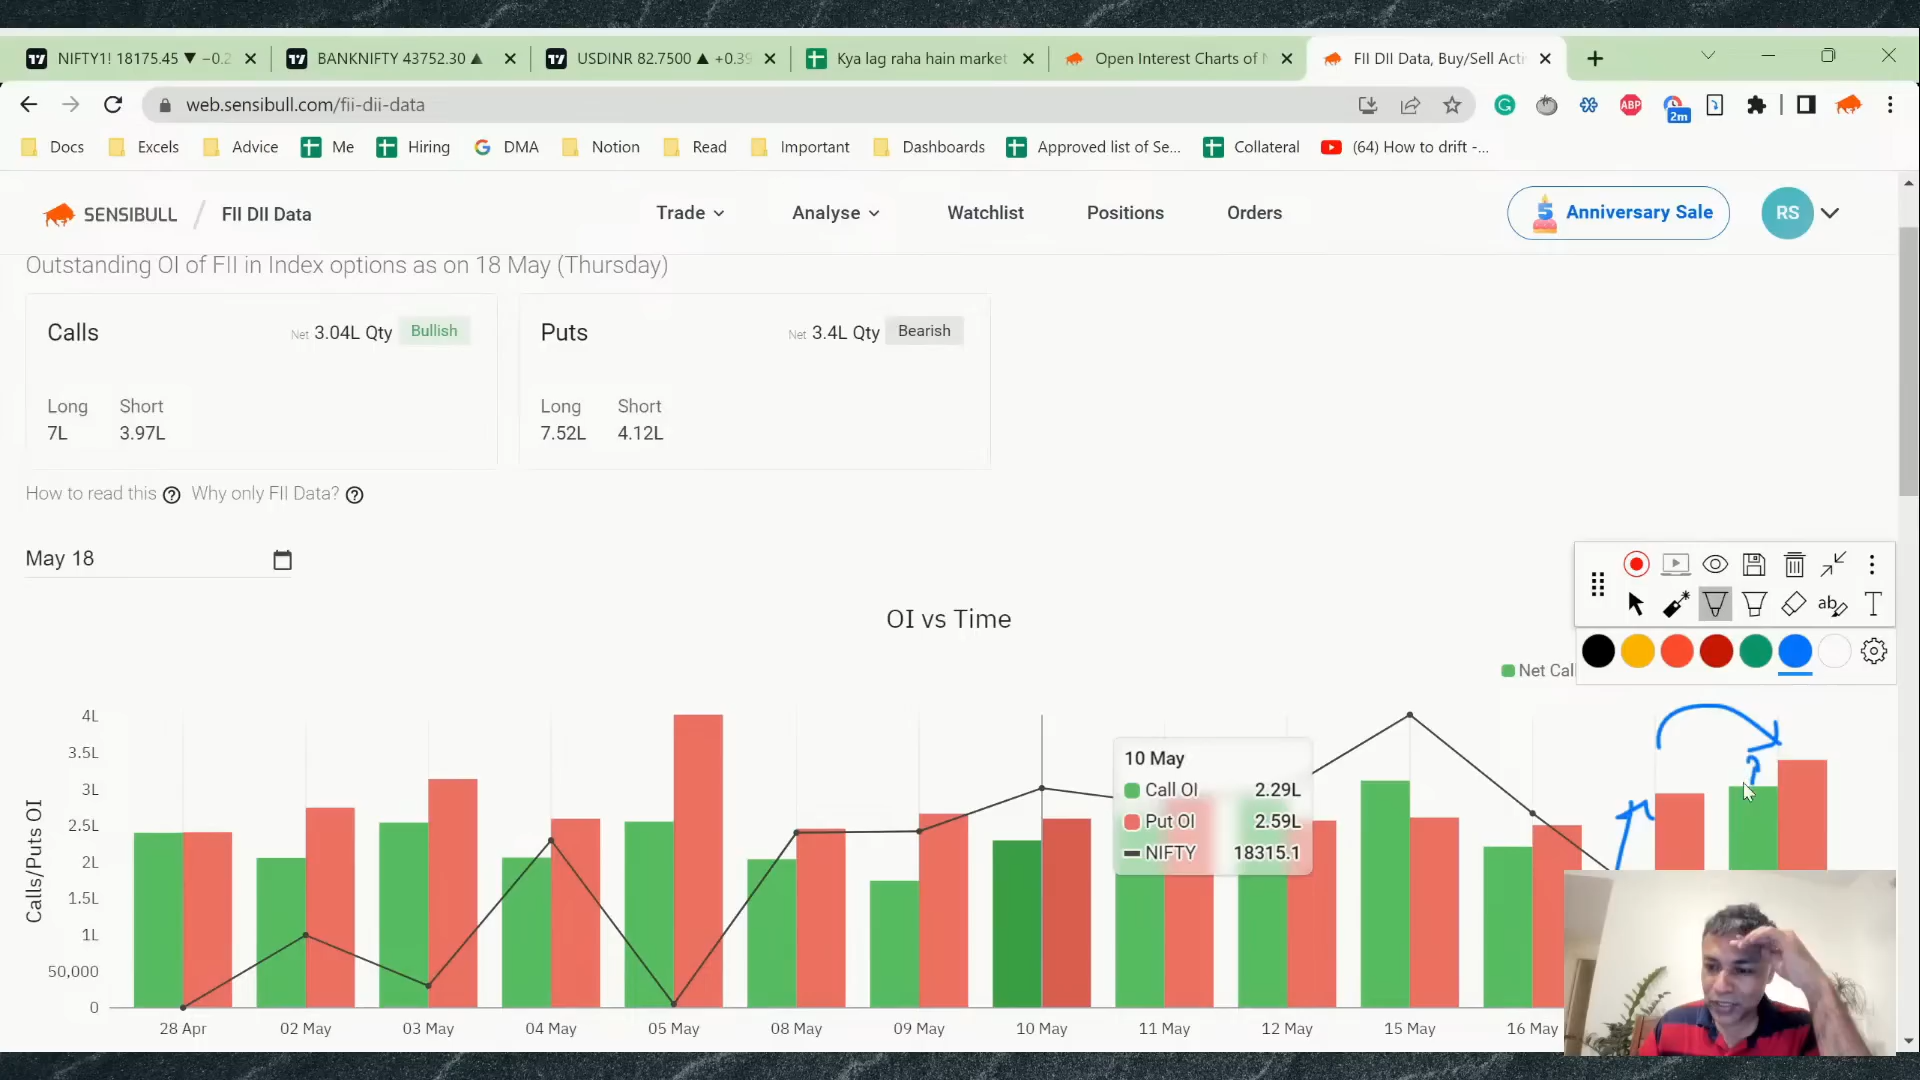 NIFTY1! 18175.45 ▼ −0.2
BANKNIFTY 43752.30 ▲
USDINR 82.7500 ▲ +0.39
Kya lag raha hain market
Open Interest Charts of N
FII DII Data, Buy/Sell Acti
web.sensibull.com/fii-dii-data
ABP
2m
Docs
Excels
Advice
Me
Hiring
DMA
Notion
Read
Important
Dashboards
Approved list of Se...
Collateral
(64) How to drift -...
SENSIBULL / FII DII Data
Trade
Analyse
Watchlist
Positions
Orders
5 Anniversary Sale
RS
Outstanding OI of FII in Index options as on 18 May (Thursday)
Calls Net 3.04L Qty Bullish
Long Short
7L 3.97L
Puts Net 3.4L Qty Bearish
Long Short
7.52L 4.12L
How to read this ? Why only FII Data? ?
May 18
ab
T
OI vs Time
Net Call
Calls/Puts OI
4L
3.5L
3L
2.5L
2L
1.5L
1L
50,000
0
10 May
Call OI 2.29L
Put OI 2.59L
NIFTY 18315.1
28 Apr
02 May
03 May
04 May
05 May
08 May
09 May
10 May
11 May
12 May
15 May
16 May